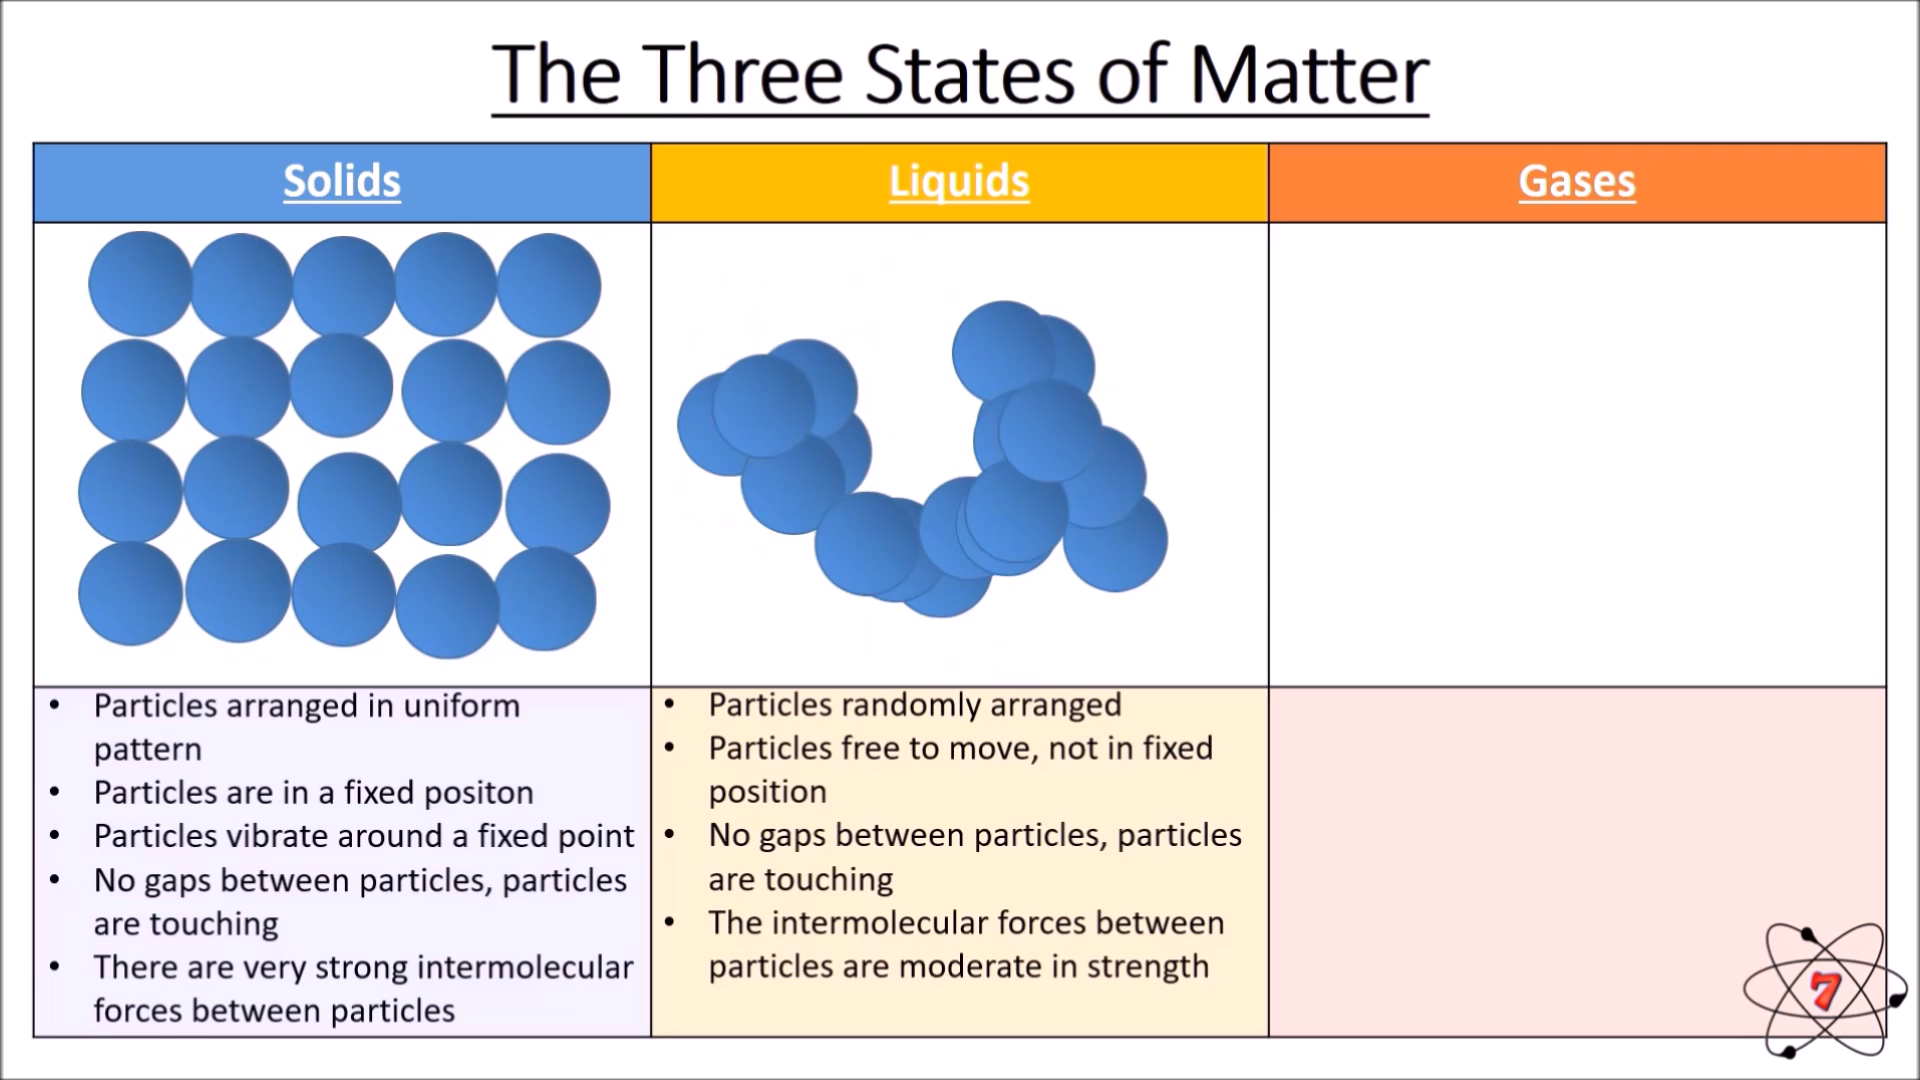 The Three States of Matter
Solids
Liquids
Gases
• Particles arranged in uniform
pattern
• Particles are in a fixed positon
• Particles vibrate around a fixed point
• No gaps between particles, particles
are touching
• There are very strong intermolecular
forces between particles
• Particles randomly arranged
• Particles free to move, not in fixed
position
• No gaps between particles, particles
are touching
• The intermolecular forces between
particles are moderate in strength
7